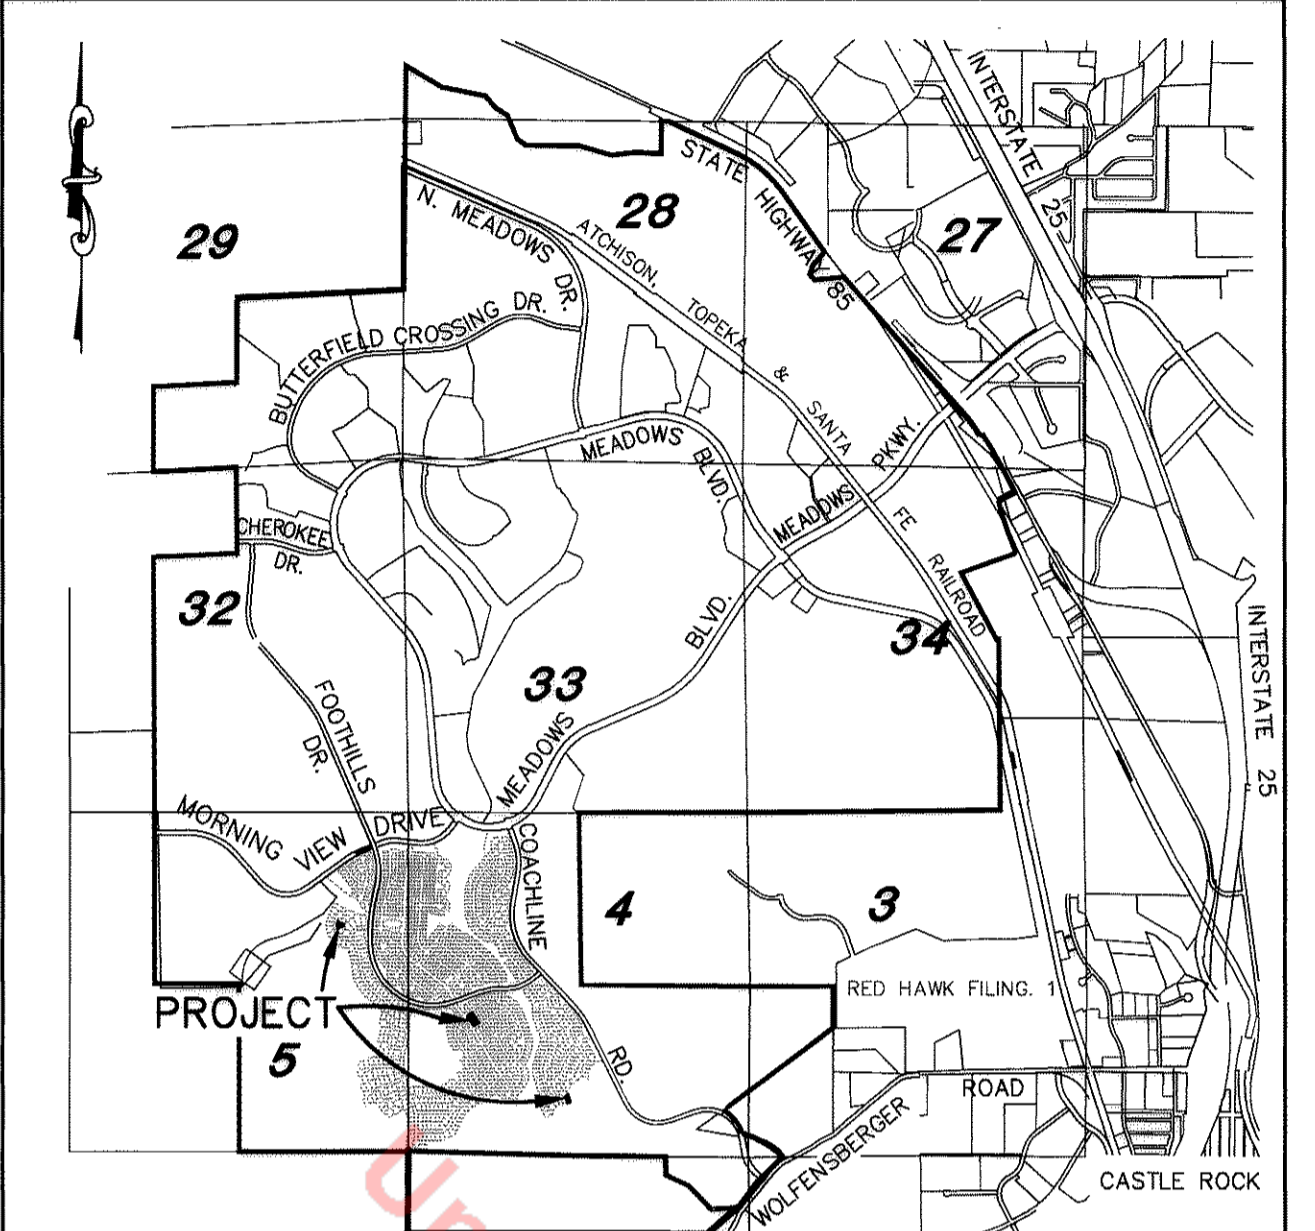 INTERSTATE 25
STATE HIGHWAY 85
28
27
29
N. MEADOWS DR.
ATCHISON, TOPEKA & SANTA FE RAILROAD
BUTTERFIELD CROSSING DR.
MEADOWS BLVD.
MEADOWS PKWY.
CHEROKEE DR.
32
33
34
MEADOWS BLVD.
INTERSTATE 25
FOOTHILLS DR.
MORNING VIEW DRIVE
COACHLINE RD.
4
3
PROJECT
5
RED HAWK FILING. 1
WOLFENSBERGER ROAD
CASTLE ROCK
Un